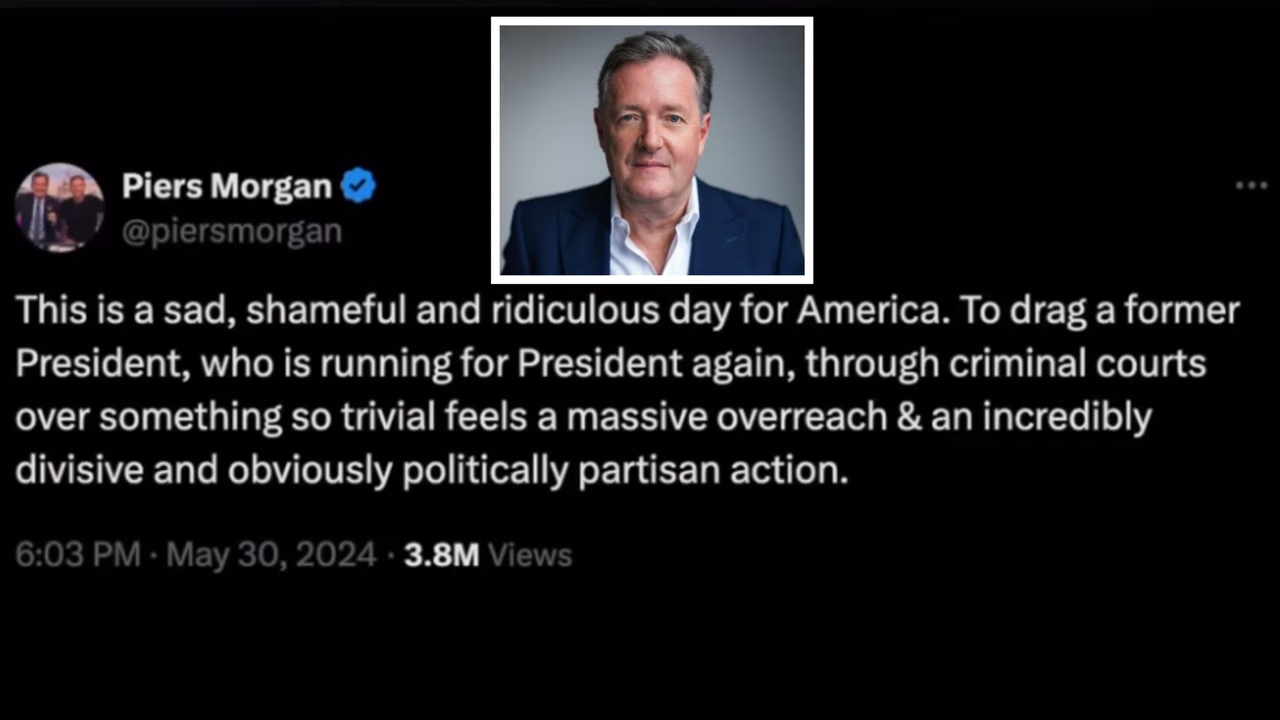 Piers Morgan
@piersmorgan
This is a sad, shameful and ridiculous day for America. To drag a former
President, who is running for President again, through criminal courts
over something so trivial feels a massive overreach & an incredibly
divisive and obviously politically partisan action.
6:03 PM · May 30, 2024 · 3.8M Views